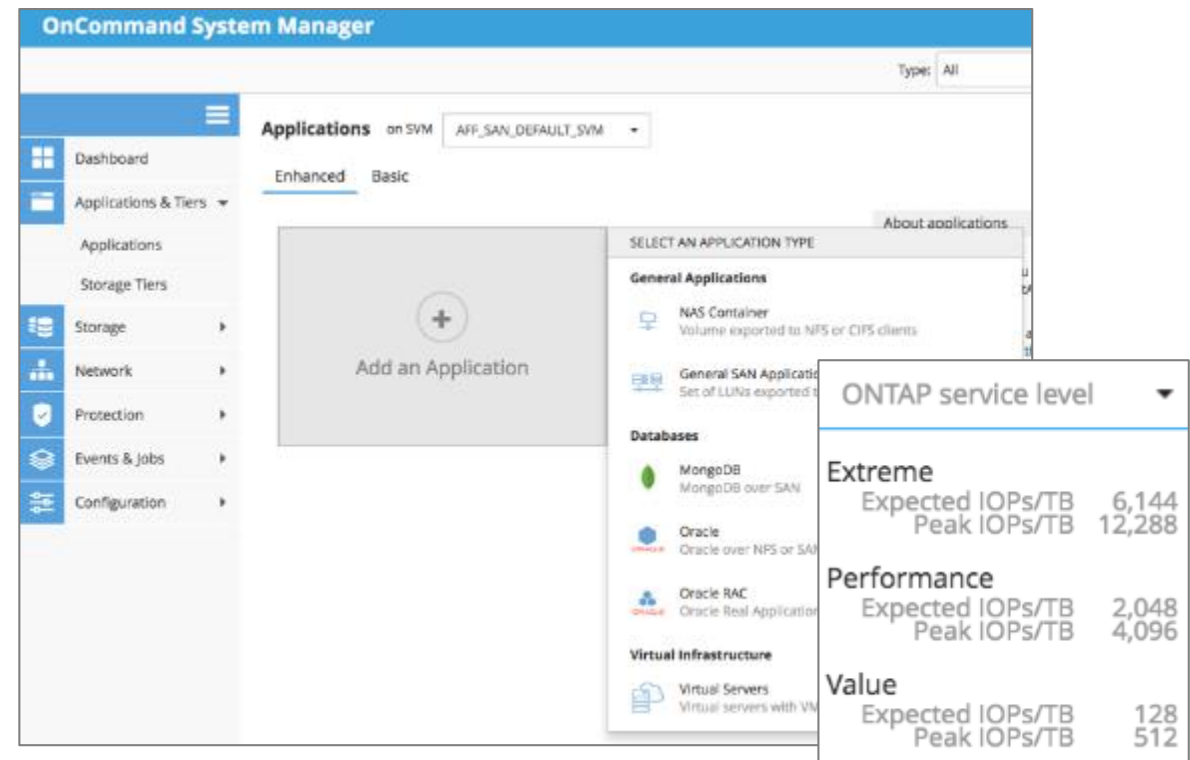 OnCommand System Manager
Type: All
Applications on SVM AFF_SAN_DEFAULT_SVM
Enhanced Basic
Dashboard
Applications & Tiers
Applications
Storage Tiers
Storage
Network
Protection
Events & Jobs
Configuration
Add an Application
About applications
SELECT AN APPLICATION TYPE
General Applications
NAS Container
Volume exported to NFS or CIFS clients
General SAN
Set of LUNs exported
Databases
MongoDB
MongoDB over SAN
Oracle
Oracle over NFS or SAN
Oracle RAC
Oracle Real Application
Virtual Infrastructure
Virtual Servers
Virtual servers with
ONTAP service level
Extreme
Expected IOPs/TB 6,144
Peak IOPs/TB 12,288
Performance
Expected IOPs/TB 2,048
Peak IOPs/TB 4,096
Value
Expected IOPs/TB 128
Peak IOPs/TB 512